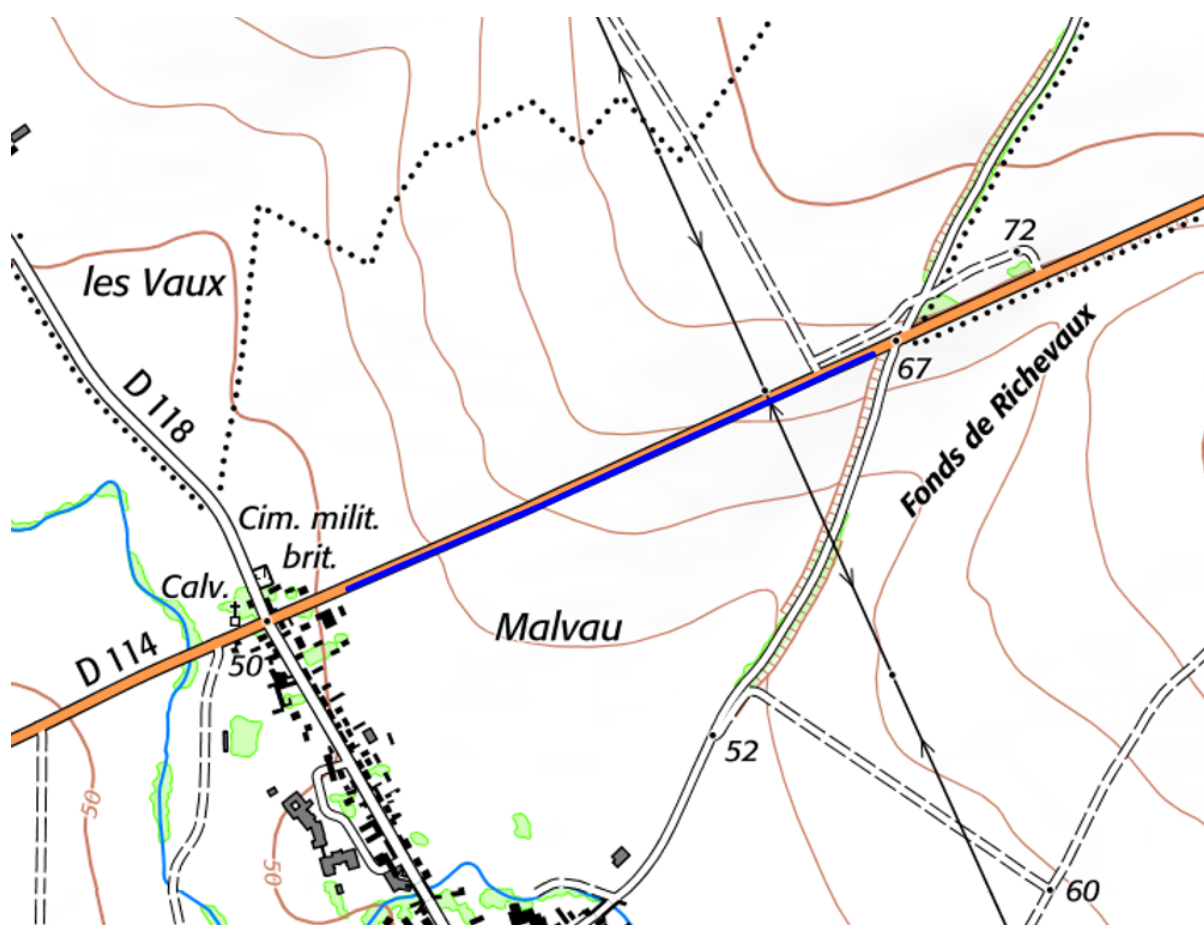 72
les Vaux
67
D 118
Fonds de Richevaux
Cim. milit.
brit.
Calv.
Malvau
D 114
50
52
50
50
60